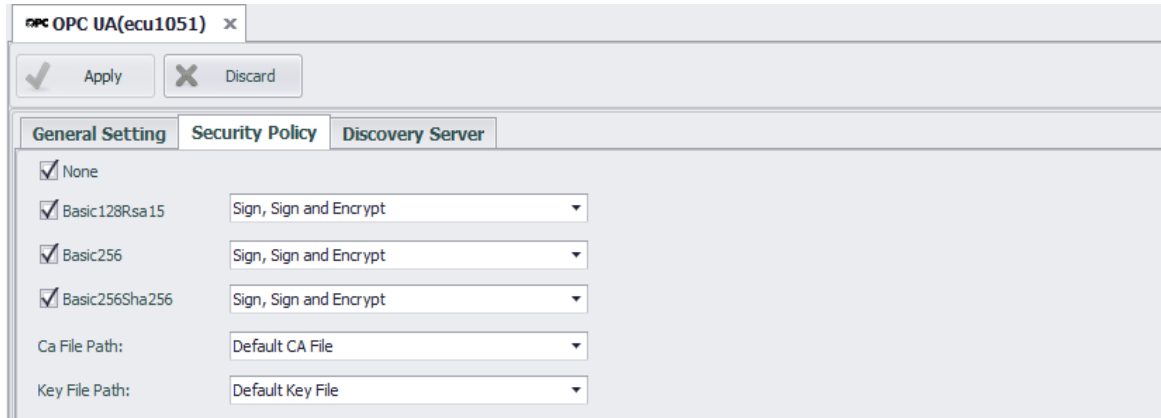 OPC OPC UA(ecu1051) x
Apply Discard
General Setting Security Policy Discovery Server
None
Basic128Rsa15 Sign, Sign and Encrypt
Basic256 Sign, Sign and Encrypt
Basic256Sha256 Sign, Sign and Encrypt
Ca File Path: Default CA File
Key File Path: Default Key File